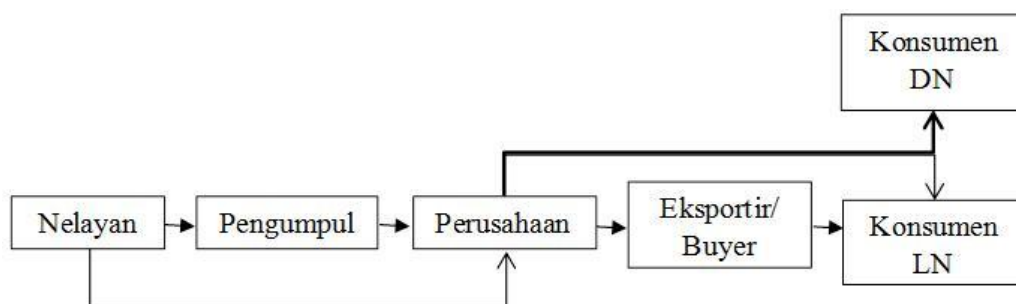 Konsumen
DN
Nelayan
Pengumpul
Perusahaan
Eksportir/
Buyer
Konsumen
LN